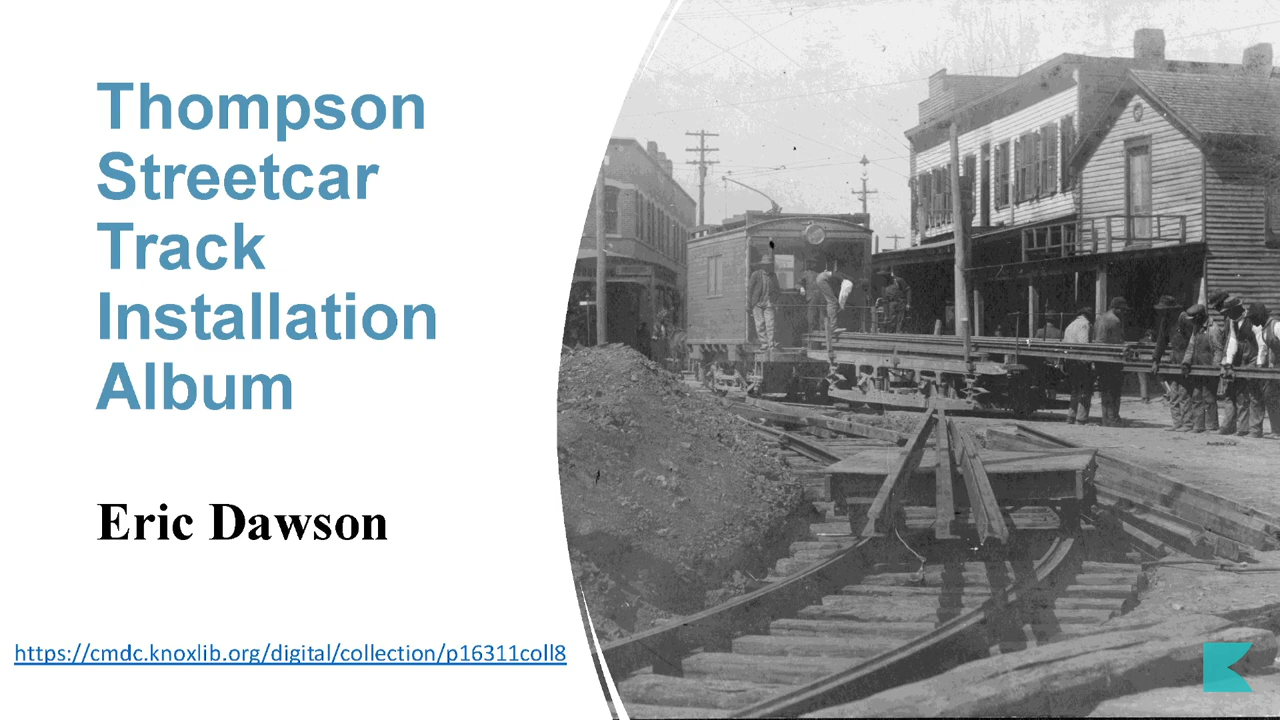 Thompson
Streetcar
Track
Installation
Album
Eric Dawson
https://cmdc.knoxlib.org/digital/collection/p16311coll8